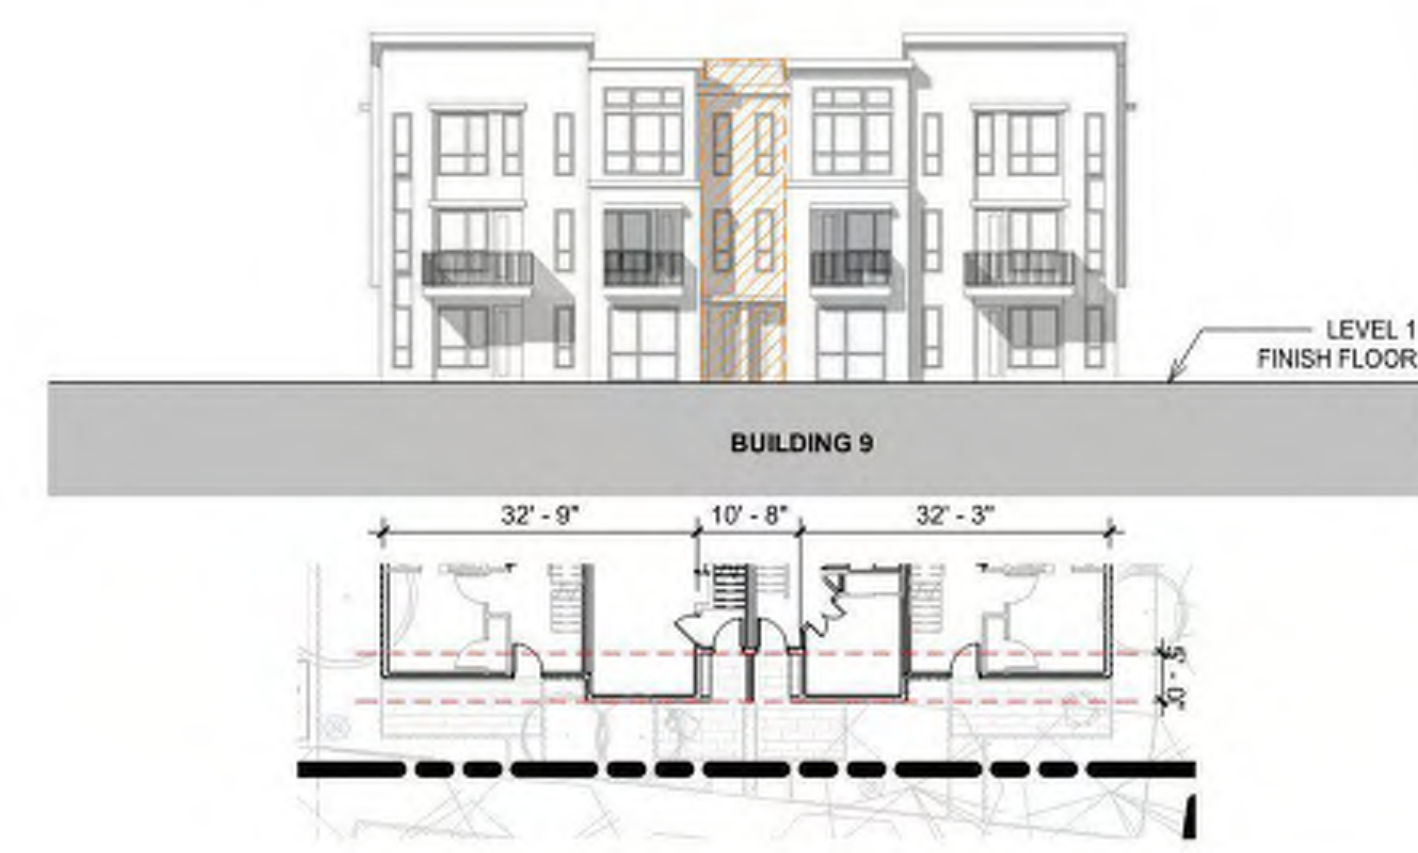 LEVEL 1
FINISH FLOOR
BUILDING 9
32' - 9" 10' - 8" 32' - 3"